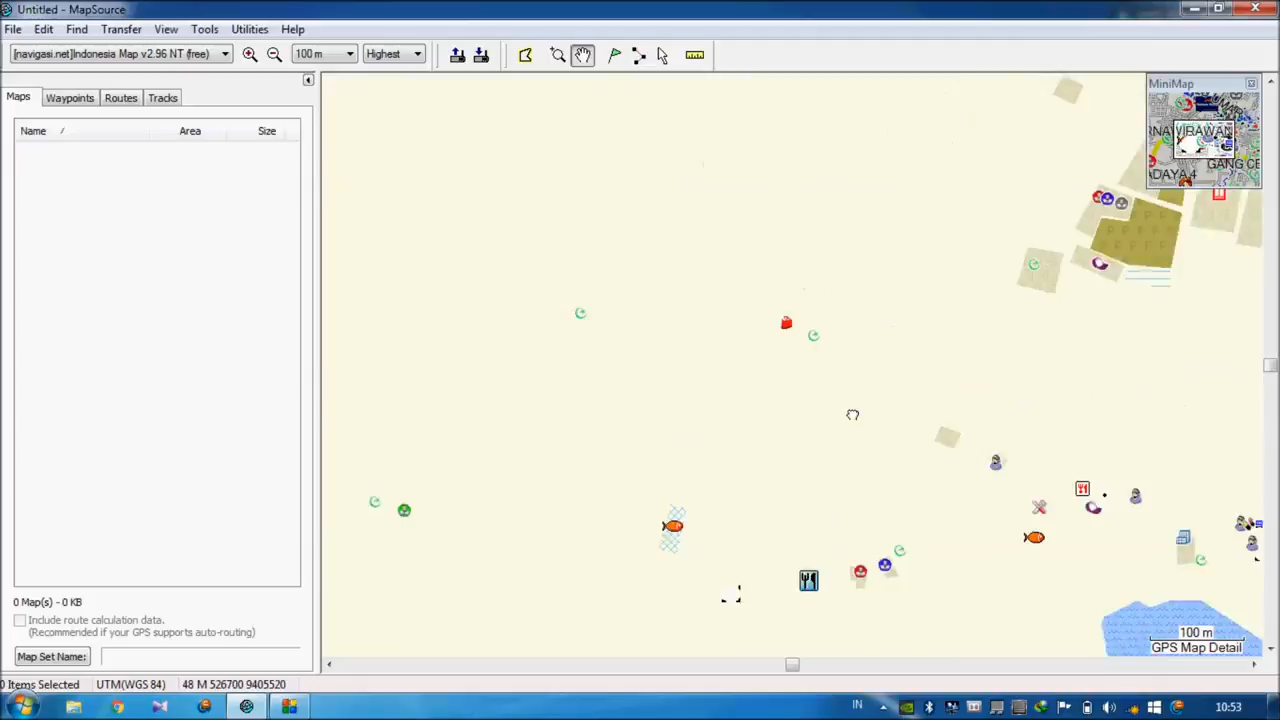 Untitled - MapSource
File Edit Find Transfer View Tools Utilities Help
[navigasi.net]Indonesia Map v2.96 NT (free) 100 m Highest
Maps Waypoints Routes Tracks
Name / Area Size
MiniMap
RNAWIRAWAN
GANG CE
ADAYA 4
0 Map(s) - 0 KB
Include route calculation data.
(Recommended if your GPS supports auto-routing)
Map Set Name:
100 m
GPS Map Detail
0 Items Selected UTM(WGS 84) 48 M 526700 9405520
IN 10:53